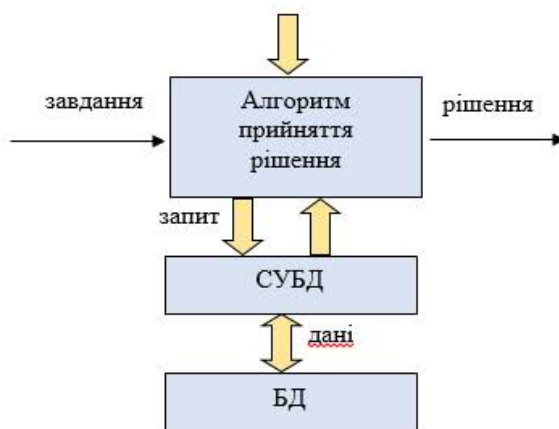 завдання
Алгоритм
прийняття
рішення
рішення
запит
СУБД
дані
БД